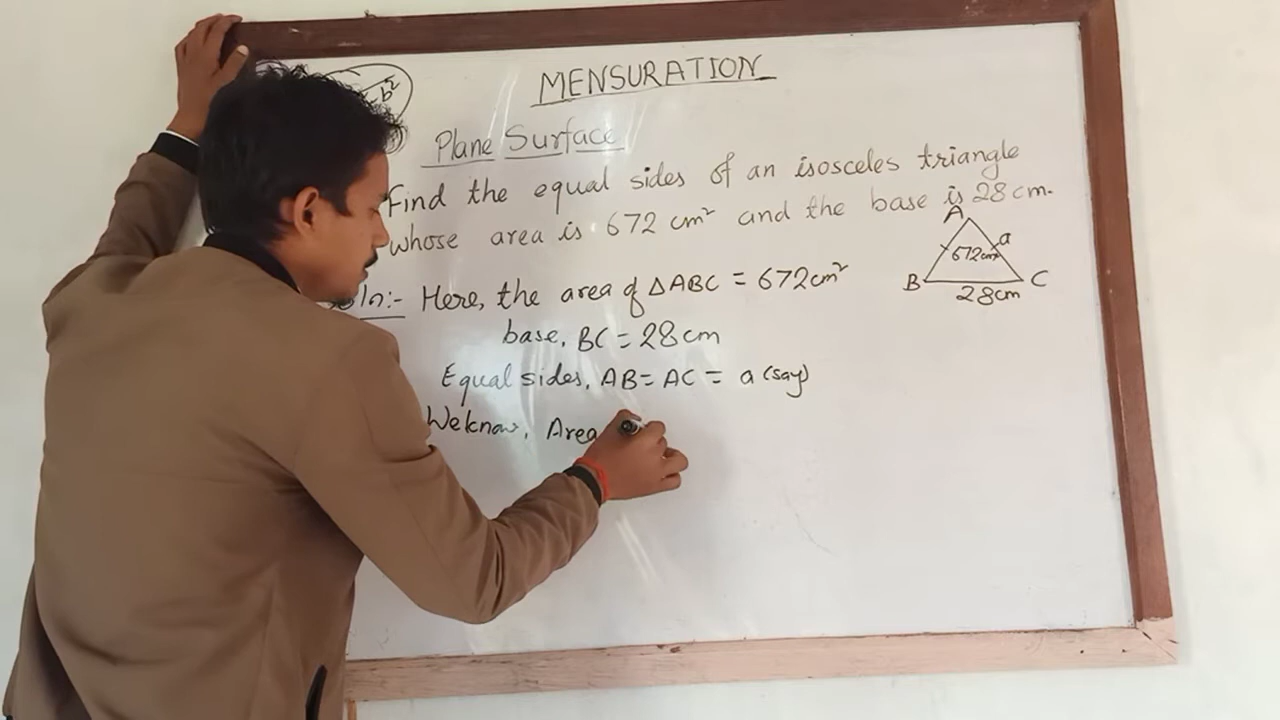 MENSURATION
Plane Surface
Find the equal sides of an isosceles triangle
whose area is 672 cm² and the base is 28 cm.
A
a
672cm²
B
C
28cm
Here, the area of ΔABC = 672cm²
base, BC = 28cm
Equal sides, AB = AC = a (say)
We know, Area